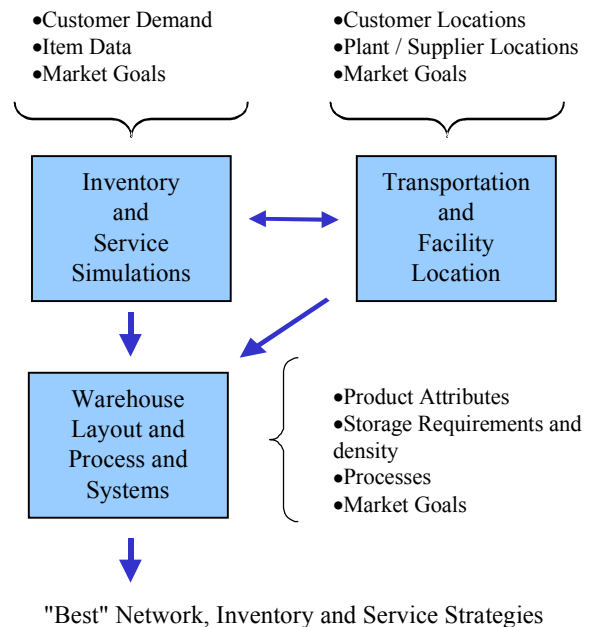 •Customer Demand
•Item Data
•Market Goals
•Customer Locations
•Plant / Supplier Locations
•Market Goals
Inventory
and
Service
Simulations
Transportation
and
Facility
Location
Warehouse
Layout and
Process and
Systems
•Product Attributes
•Storage Requirements and
density
•Processes
•Market Goals
"Best" Network, Inventory and Service Strategies